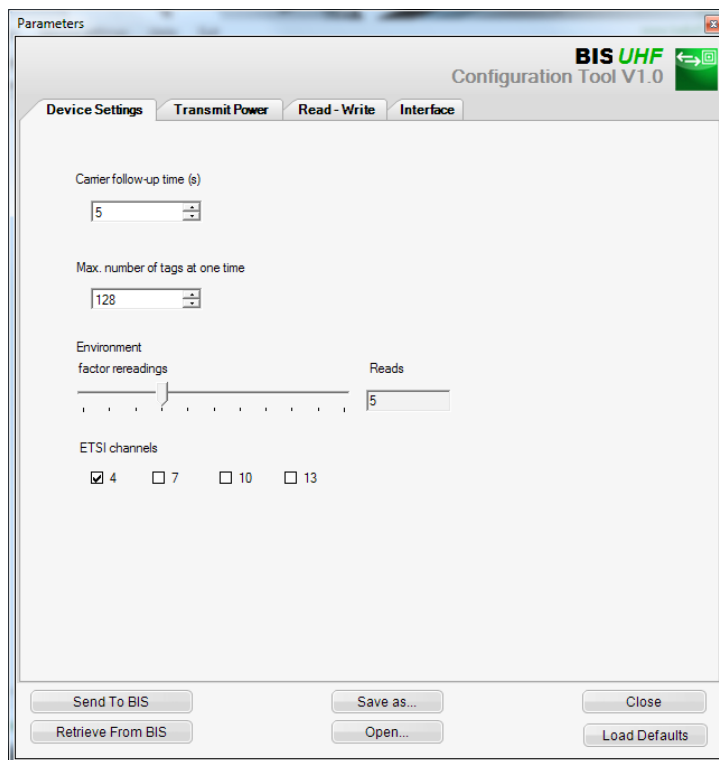 Parameters
BIS UHF
Configuration Tool V1.0
Device Settings Transmit Power Read - Write Interface
Carrier follow-up time (s)
5
Max. number of tags at one time
128
Environment
factor rereadings Reads
5
ETSI channels
4 7 10 13
Send To BIS Save as... Close
Retrieve From BIS Open... Load Defaults